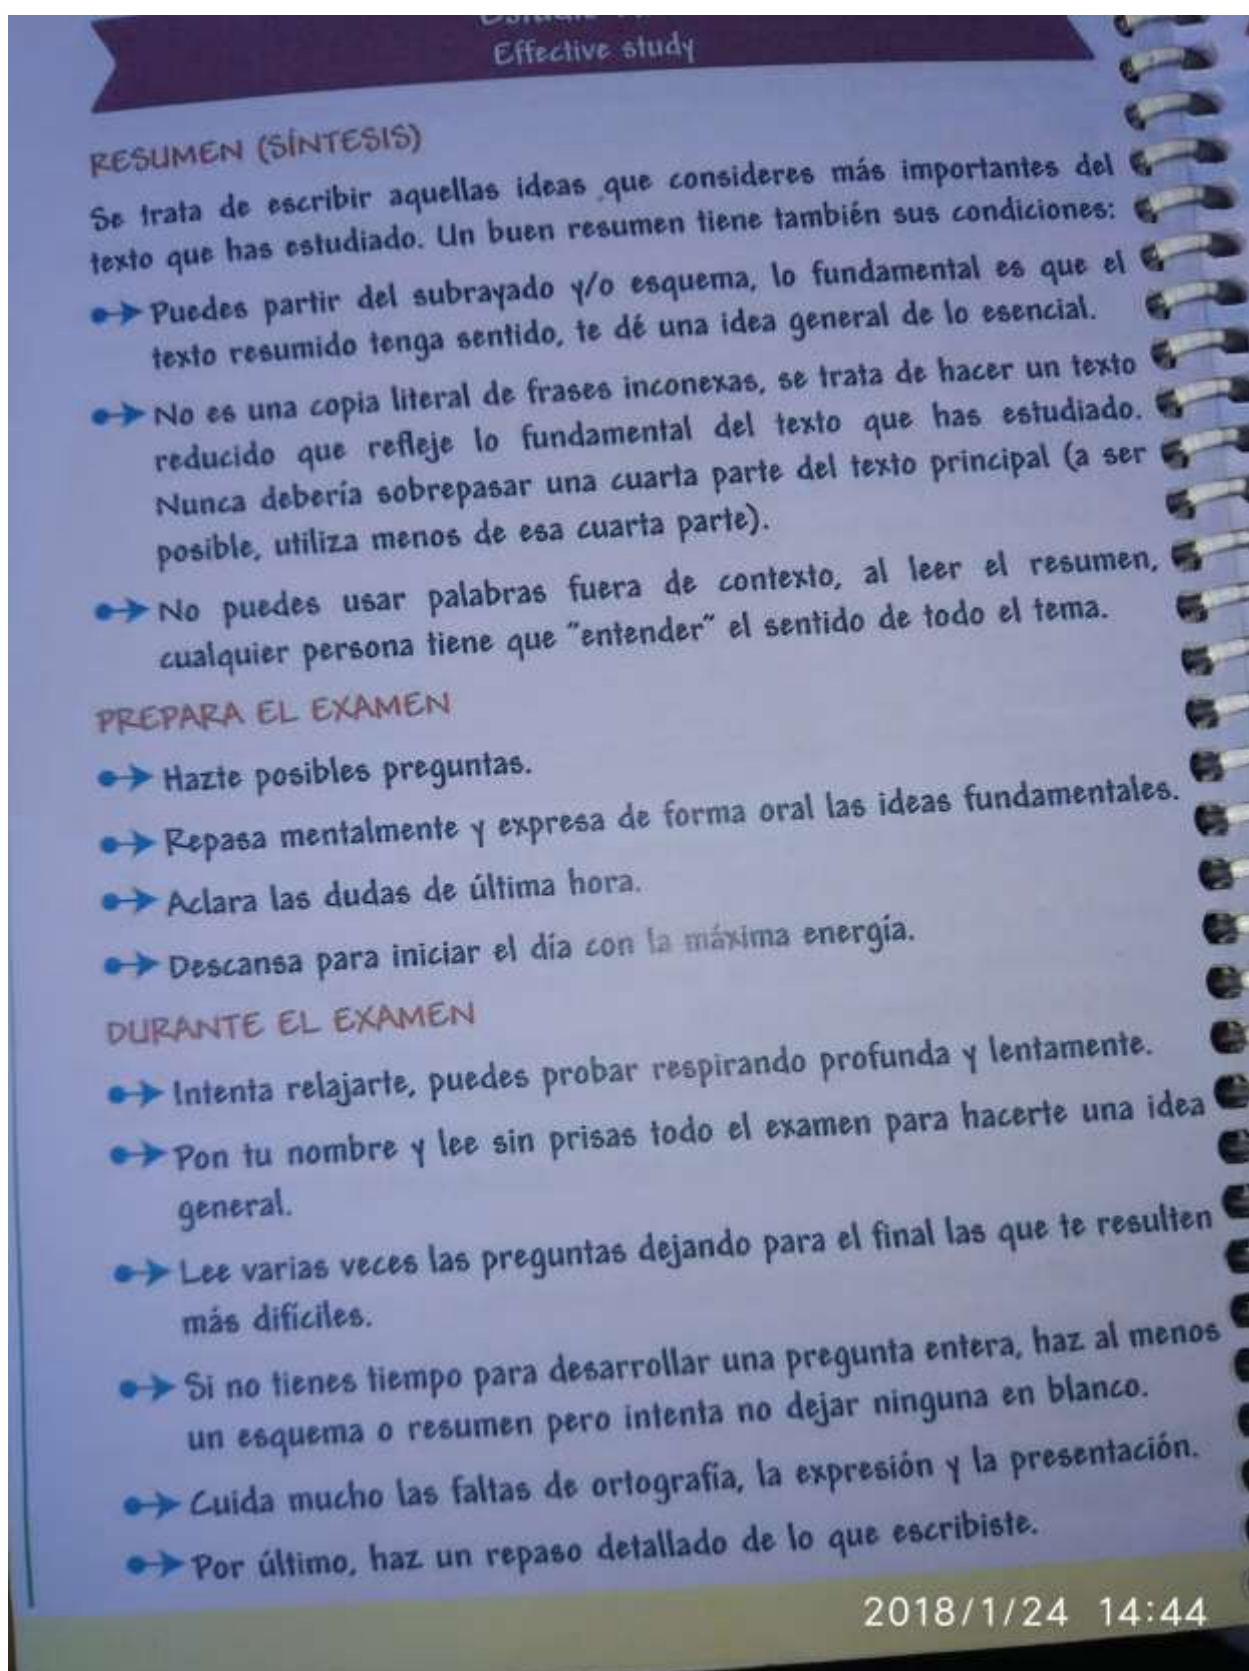 Effective study
RESUMEN (SÍNTESIS)
Se trata de escribir aquellas ideas que consideres más importantes del
texto que has estudiado. Un buen resumen tiene también sus condiciones:
Puedes partir del subrayado y/o esquema, lo fundamental es que el
texto resumido tenga sentido, te dé una idea general de lo esencial.
No es una copia literal de frases inconexas, se trata de hacer un texto
reducido que refleje lo fundamental del texto que has estudiado.
Nunca debería sobrepasar una cuarta parte del texto principal (a ser
posible, utiliza menos de esa cuarta parte).
No puedes usar palabras fuera de contexto, al leer el resumen,
cualquier persona tiene que "entender" el sentido de todo el tema.
PREPARA EL EXAMEN
Hazte posibles preguntas.
Repasa mentalmente y expresa de forma oral las ideas fundamentales.
Aclara las dudas de última hora.
Descansa para iniciar el día con la máxima energía.
DURANTE EL EXAMEN
Intenta relajarte, puedes probar respirando profunda y lentamente.
Pon tu nombre y lee sin prisas todo el examen para hacerte una idea
general.
Lee varias veces las preguntas dejando para el final las que te resulten
más difíciles.
Si no tienes tiempo para desarrollar una pregunta entera, haz al menos
un esquema o resumen pero intenta no dejar ninguna en blanco.
Cuida mucho las faltas de ortografía, la expresión y la presentación.
Por último, haz un repaso detallado de lo que escribiste.
2018/1/24 14:44